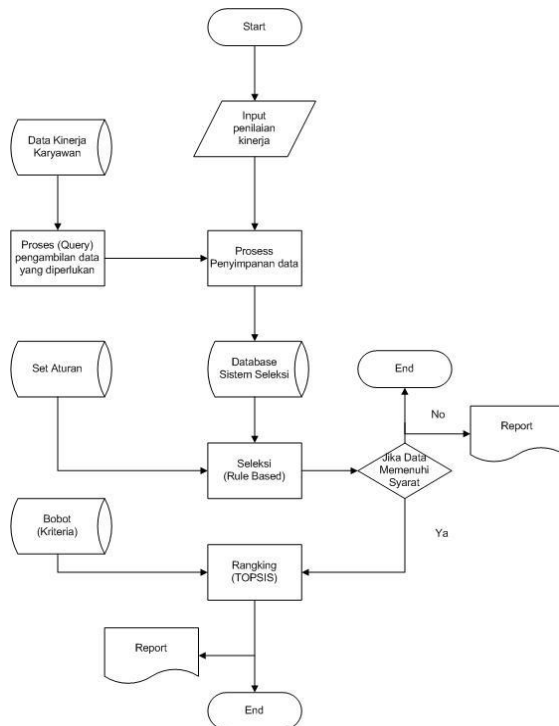 Start
Input
penilaian
kinerja
Data Kinerja
Karyawan
Proses (Query)
pengambilan data
yang diperlukan
Prosess
Penyimpanan data
Set Aturan
Database
Sistem Seleksi
End
No
Report
Seleksi
(Rule Based)
Jika Data
Memenuhi
Syarat
Bobot
(Kriteria)
Ya
Rangking
(TOPSIS)
Report
End